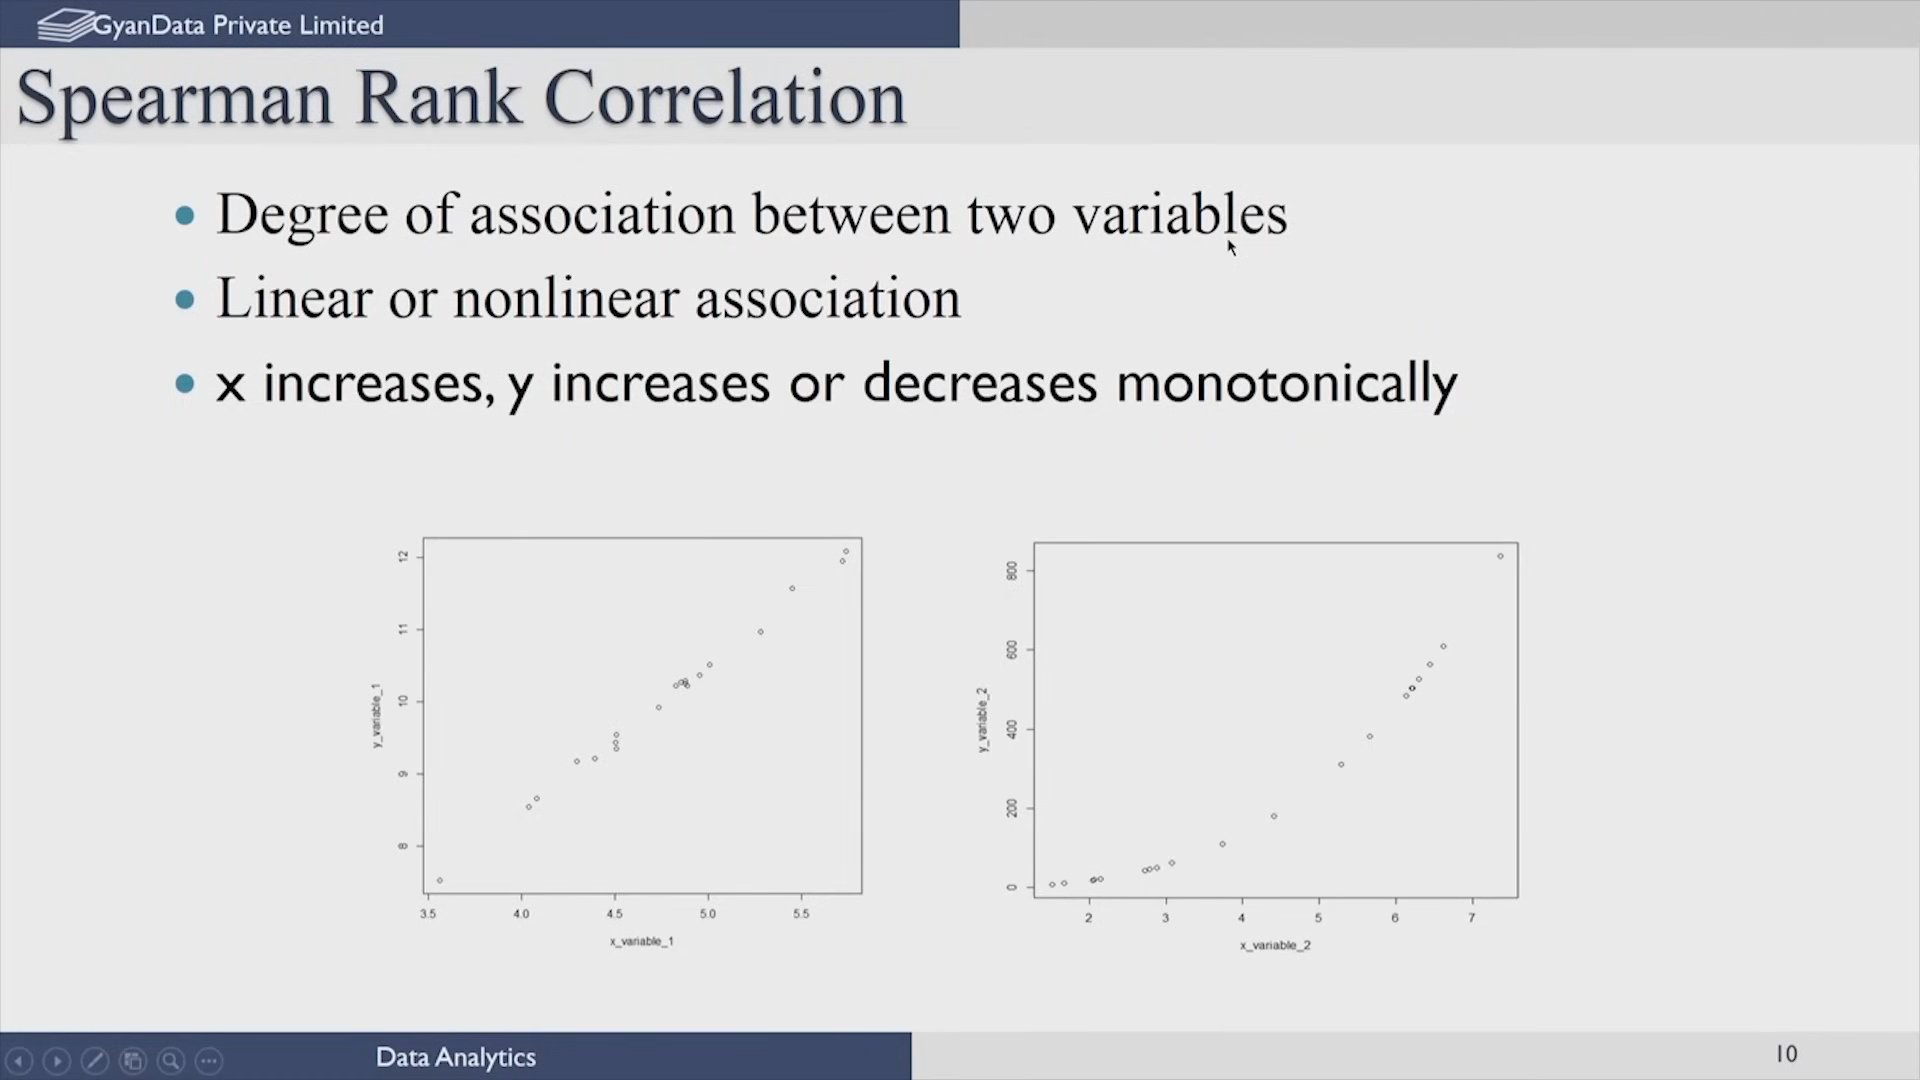 GyanData Private Limited
Spearman Rank Correlation
• Degree of association between two variables
• Linear or nonlinear association
• x increases, y increases or decreases monotonically
12
11
10
9
8
y_variable_1
3.5 4.0 4.5 5.0 5.5
x_variable_1
800
600
400
200
0
y_variable_2
2 3 4 5 6 7
x_variable_2
Data Analytics
10